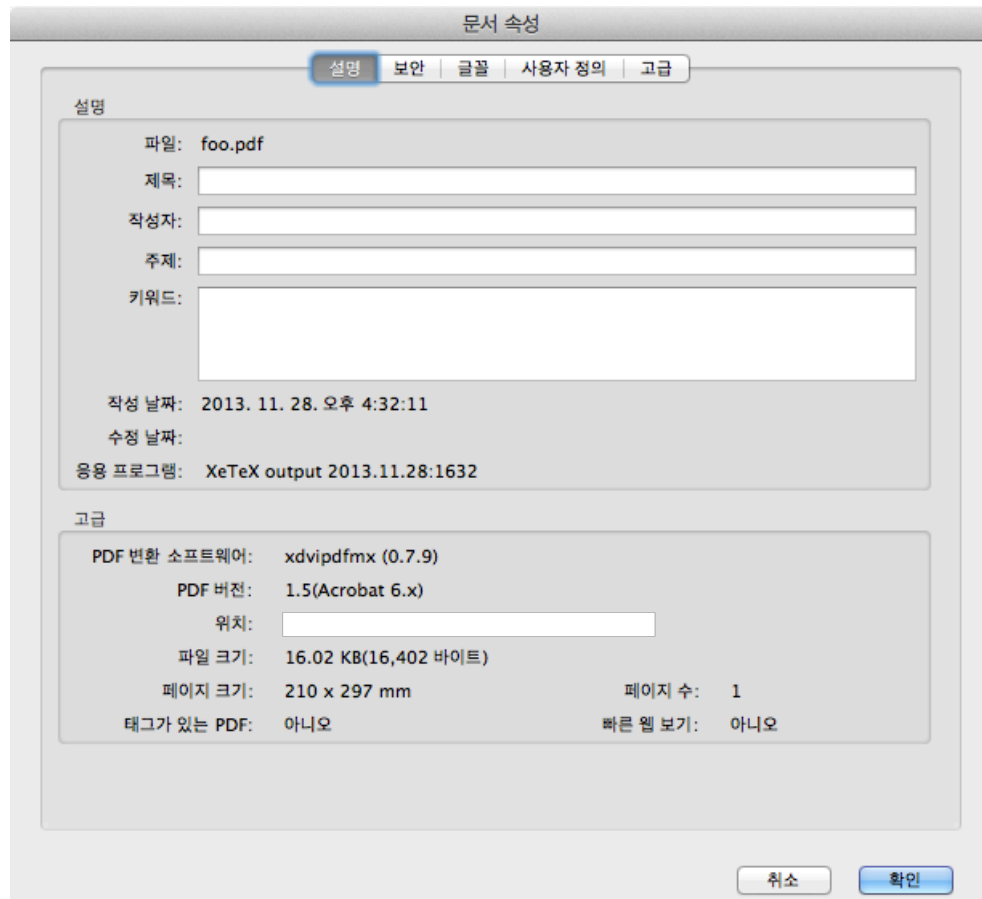 문서 속성
설명 보안 글꼴 사용자 정의 고급
설명
파일: foo.pdf
제목:
작성자:
주제:
키워드:
작성 날짜: 2013. 11. 28. 오후 4:32:11
수정 날짜:
응용 프로그램: XeTeX output 2013.11.28:1632
고급
PDF 변환 소프트웨어: xdvipdfmx (0.7.9)
PDF 버전: 1.5(Acrobat 6.x)
위치:
파일 크기: 16.02 KB(16,402 바이트)
페이지 크기: 210 x 297 mm 페이지 수: 1
태그가 있는 PDF: 아니오 빠른 웹 보기: 아니오
취소 확인